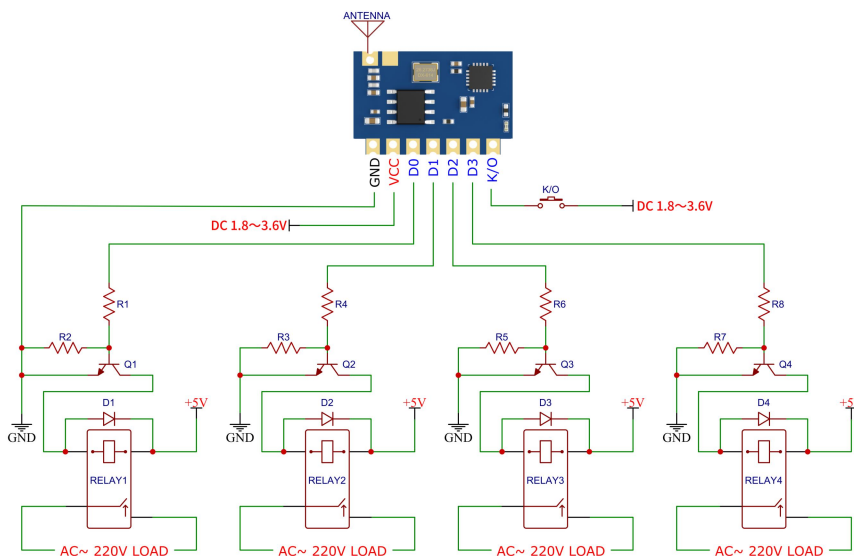 ANTENNA
GND
VCC
D0
D1
D2
D3
K/O
K/O
DC 1.8～3.6V
DC 1.8～3.6V
R1
R4
R6
R8
R2
R3
R5
R7
Q1
Q2
Q3
Q4
D1
+5V
D2
+5V
D3
+5V
D4
+5
GND
GND
GND
GND
RELAY1
RELAY2
RELAY3
RELAY4
AC~ 220V LOAD
AC~ 220V LOAD
AC~ 220V LOAD
AC~ 220V LOAD